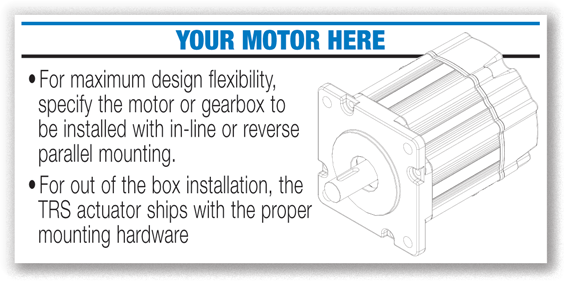 YOUR MOTOR HERE
• For maximum design flexibility,
specify the motor or gearbox to
be installed with in-line or reverse
parallel mounting.
• For out of the box installation, the
TRS actuator ships with the proper
mounting hardware